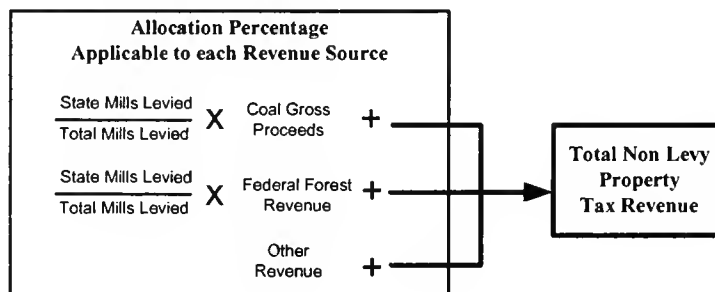 Allocation Percentage
Applicable to each Revenue Source
State Mills Levied
Total Mills Levied
X
Coal Gross
Proceeds
+
State Mills Levied
Total Mills Levied
X
Federal Forest
Revenue
+
Other
Revenue
+
Total Non Levy
Property
Tax Revenue